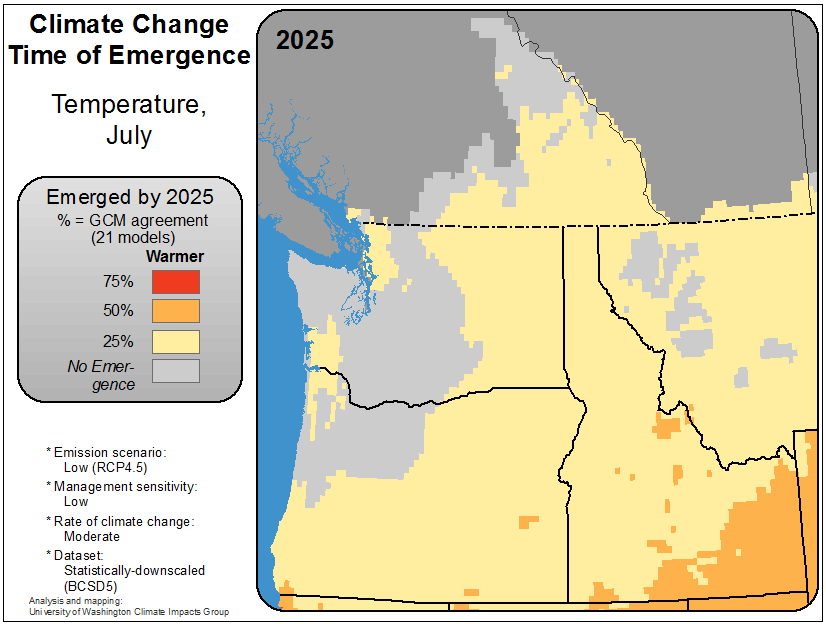 Climate Change
Time of Emergence
Temperature,
July
Emerged by 2025
% = GCM agreement
(21 models)
Warmer
75%
50%
25%
No Emer-
gence
* Emission scenario:
Low (RCP4.5)
* Management sensitivity:
Low
* Rate of climate change:
Moderate
* Dataset:
Statistically-downscaled
(BCSD5)
Analysis and mapping:
University of Washington Climate Impacts Group
2025